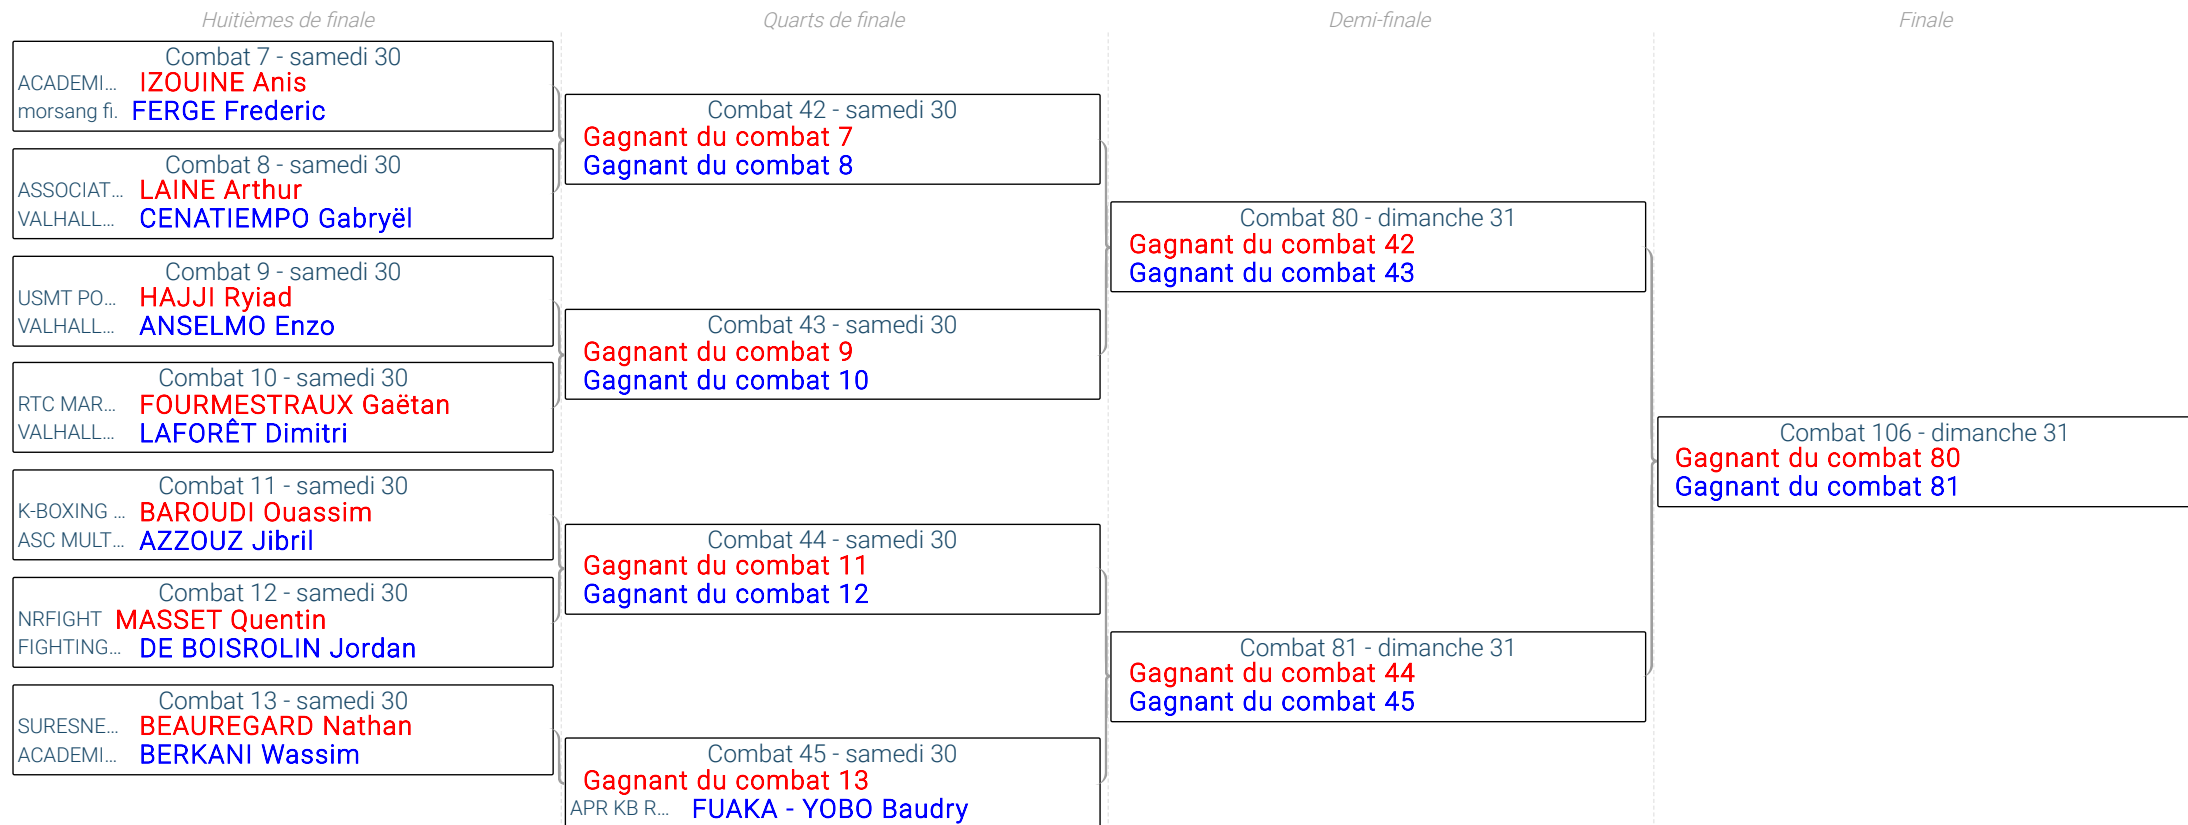 Huitièmes de finale
Quarts de finale
Demi-finale
Finale
Combat 7 - samedi 30
ACADEMI... IZOUINE Anis
morsang fi. FERGE Frederic
Combat 8 - samedi 30
ASSOCIAT... LAINE Arthur
VALHALL... CENATIEMPO Gabryël
Combat 9 - samedi 30
USMT PO... HAJJI Ryiad
VALHALL... ANSELMO Enzo
Combat 10 - samedi 30
RTC MAR... FOURMESTRAUX Gaëtan
VALHALL... LAFORÊT Dimitri
Combat 11 - samedi 30
K-BOXING ... BAROUDI Ouassim
ASC MULT... AZZOUZ Jibril
Combat 12 - samedi 30
NRFIGHT MASSET Quentin
FIGHTING... DE BOISROLIN Jordan
Combat 13 - samedi 30
SURESNE... BEAUREGARD Nathan
ACADEMI... BERKANI Wassim
Combat 42 - samedi 30
Gagnant du combat 7
Gagnant du combat 8
Combat 43 - samedi 30
Gagnant du combat 9
Gagnant du combat 10
Combat 44 - samedi 30
Gagnant du combat 11
Gagnant du combat 12
Combat 45 - samedi 30
Gagnant du combat 13
APR KB R... FUAKA - YOBO Baudry
Combat 80 - dimanche 31
Gagnant du combat 42
Gagnant du combat 43
Combat 81 - dimanche 31
Gagnant du combat 44
Gagnant du combat 45
Combat 106 - dimanche 31
Gagnant du combat 80
Gagnant du combat 81